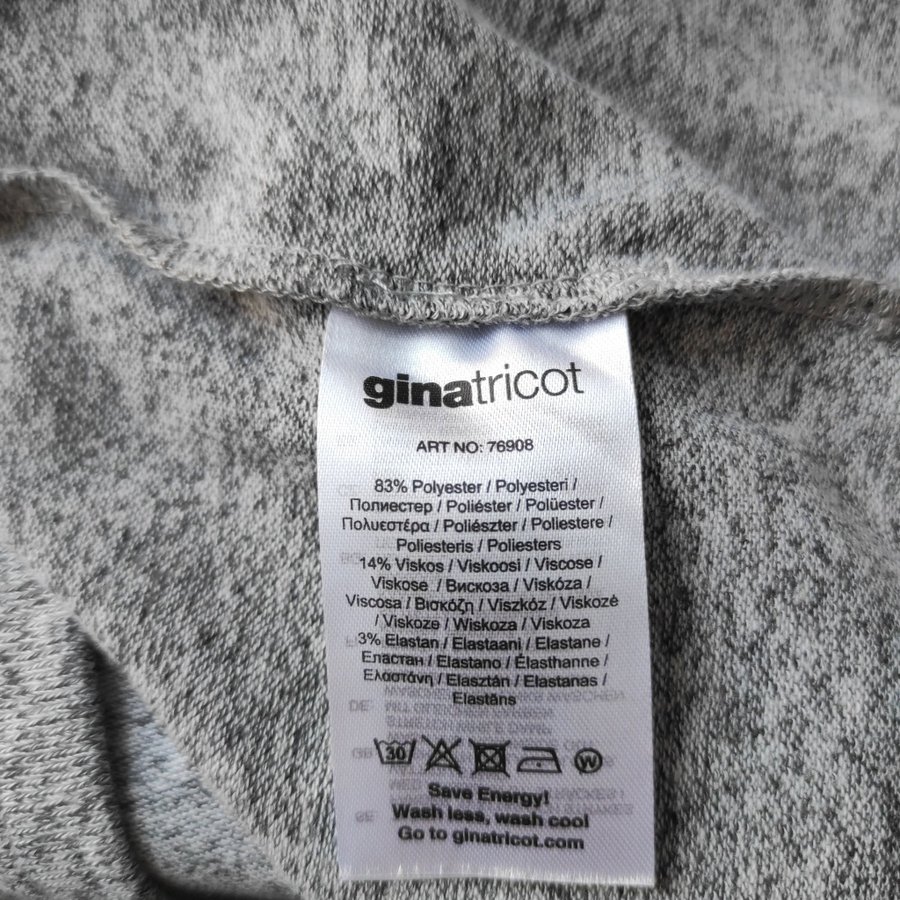 ginatricot
ART NO: 76908
83% Polyester / Polyesteri /
Полиестер / Poliéster / Polüester /
Πολυεστέρα / Poliészter / Poliestere /
Poliesteris / Poliesters
14% Viskos / Viskoosi / Viscose /
Viskose / Вискоза / Viskóza /
Viscosa / Βισκόζη / Viszkóz / Viskozė
/ Viskoze / Wiskoza / Viskoza
3% Elastan / Elastaani / Elastane /
Еластан / Elastano / Élasthanne /
Ελαστάνη / Elasztán / Elastanas /
Elastāns
30 W
Save Energy!
Wash less, wash cool
Go to ginatricot.com